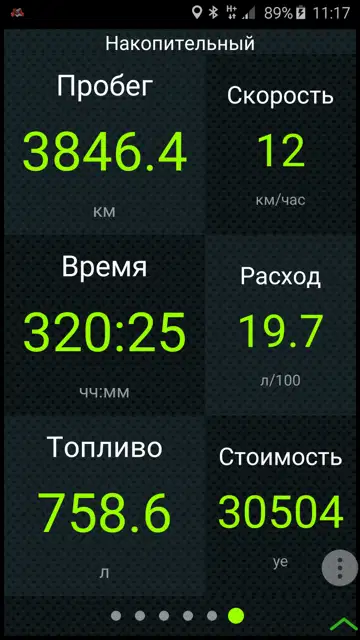 H+ 89% 11:17
Накопительный
Пробег
3846.4
км
Скорость
12
км/час
Время
320:25
чч:мм
Расход
19.7
л/100
Топливо
758.6
л
Стоимость
30504
уе